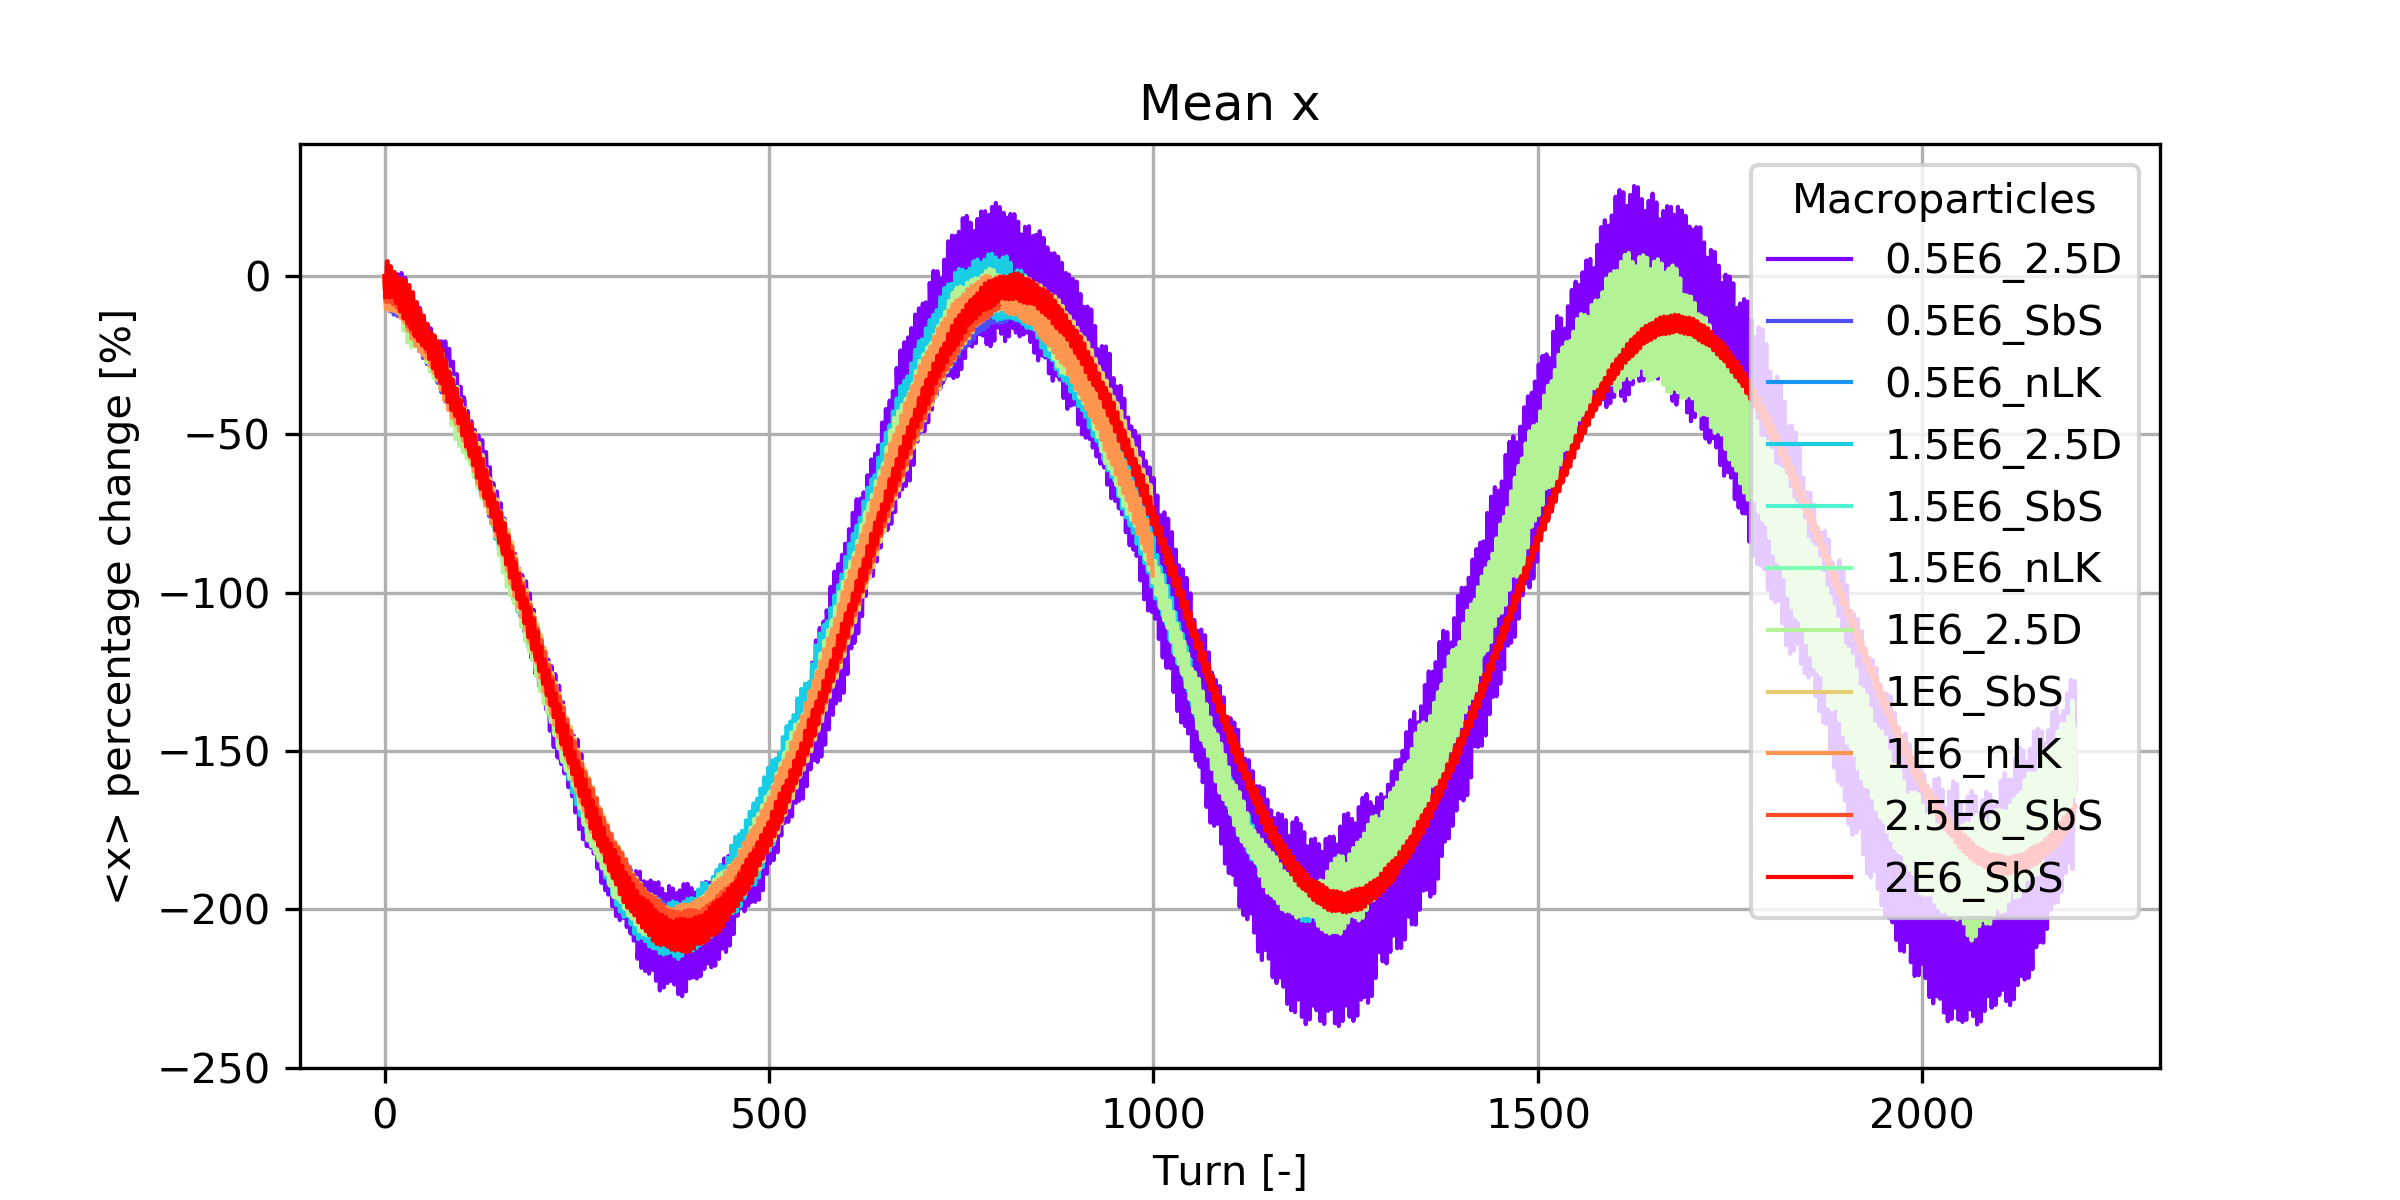 Mean x
<x> percentage change [%]
0
−50
−100
−150
−200
−250
0 500 1000 1500 2000
Turn [-]
Macroparticles
0.5E6_2.5D
0.5E6_SbS
0.5E6_nLK
1.5E6_2.5D
1.5E6_SbS
1.5E6_nLK
1E6_2.5D
1E6_SbS
1E6_nLK
2.5E6_SbS
2E6_SbS